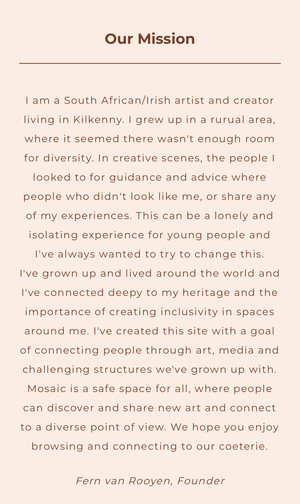 Our Mission
I am a South African/Irish artist and creator
living in Kilkenny. I grew up in a rurual area,
where it seemed there wasn't enough room
for diversity. In creative scenes, the people I
looked to for guidance and advice where
people who didn't look like me, or share any
of my experiences. This can be a lonely and
isolating experience for young people and
I've always wanted to try to change this.
I've grown up and lived around the world and
I've connected deepy to my heritage and the
importance of creating inclusivity in spaces
around me. I've created this site with a goal
of connecting people through art, media and
challenging structures we've grown up with.
Mosaic is a safe space for all, where people
can discover and share new art and connect
to a diverse point of view. We hope you enjoy
browsing and connecting to our coeterie.
Fern van Rooyen, Founder